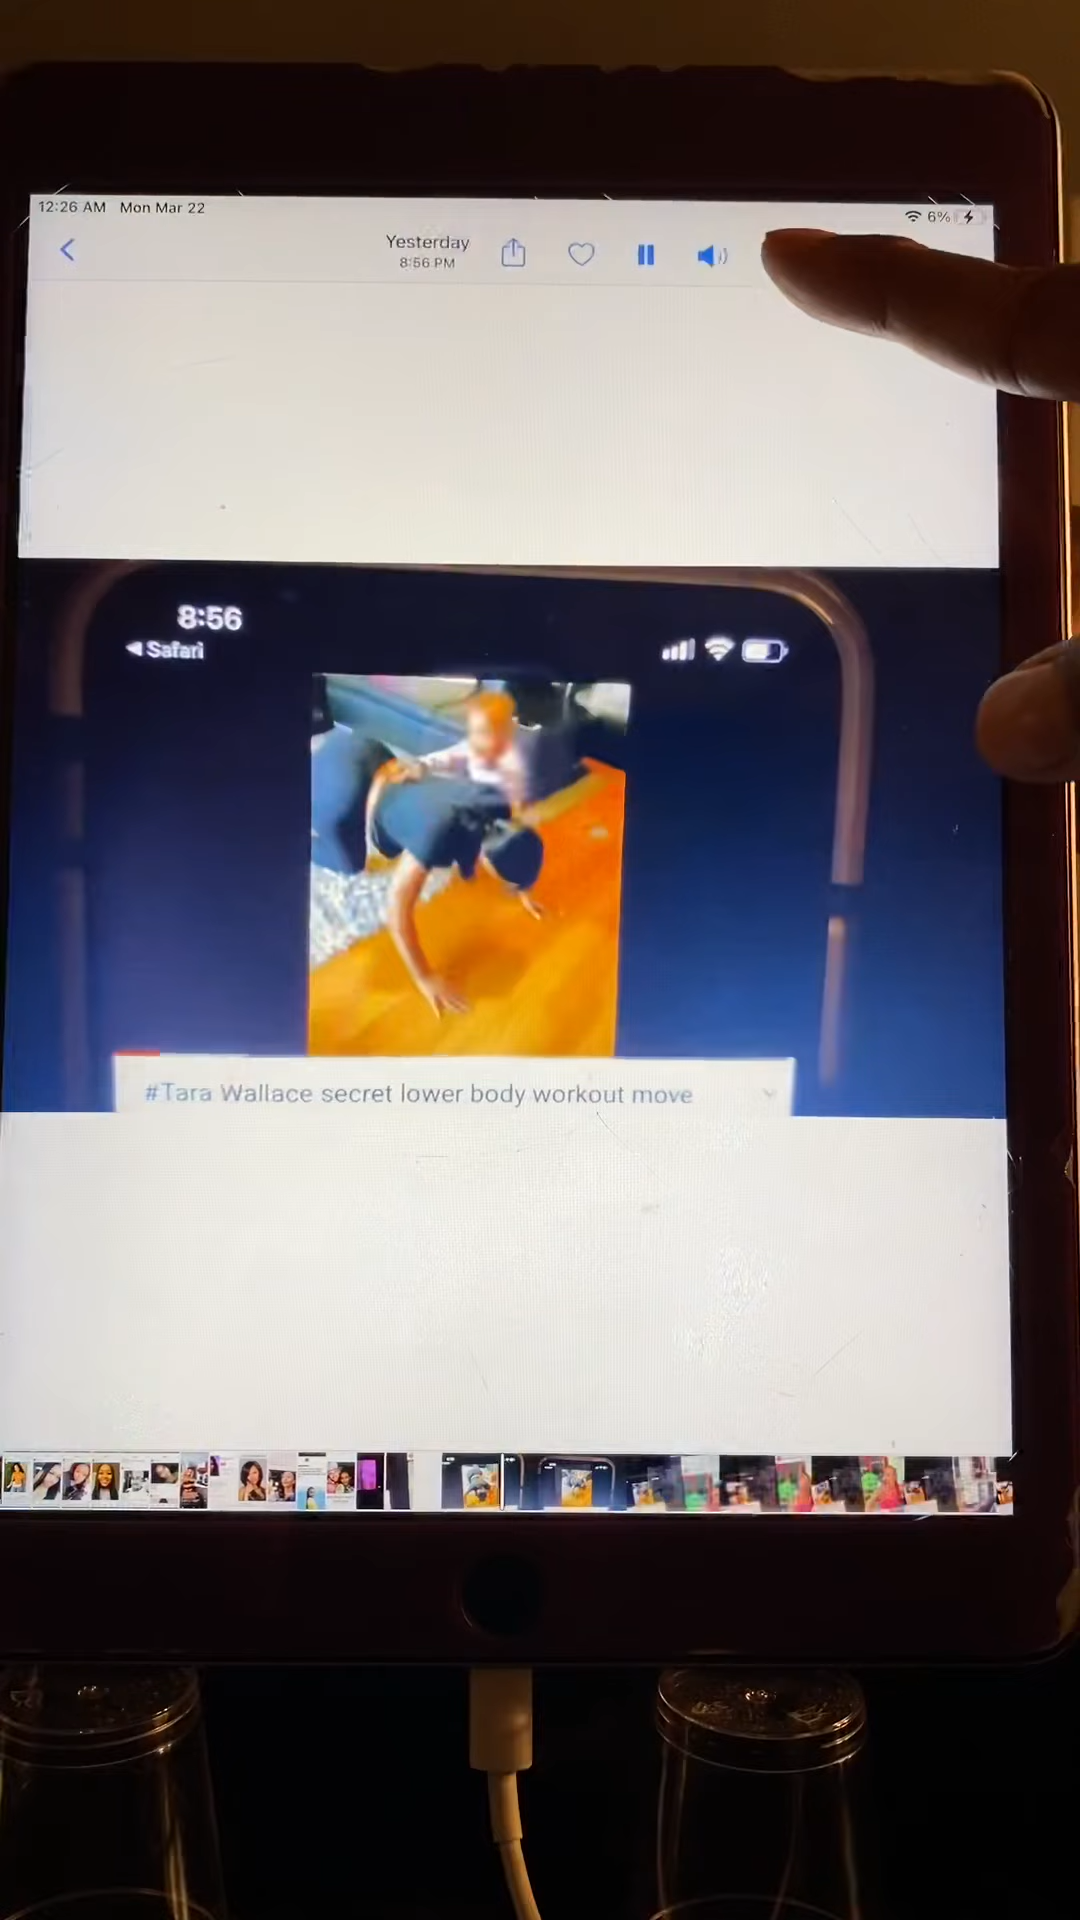 12:26 AM Mon Mar 22
6%
Yesterday
8:56 PM
8:56
Safari
#Tara Wallace secret lower body workout move